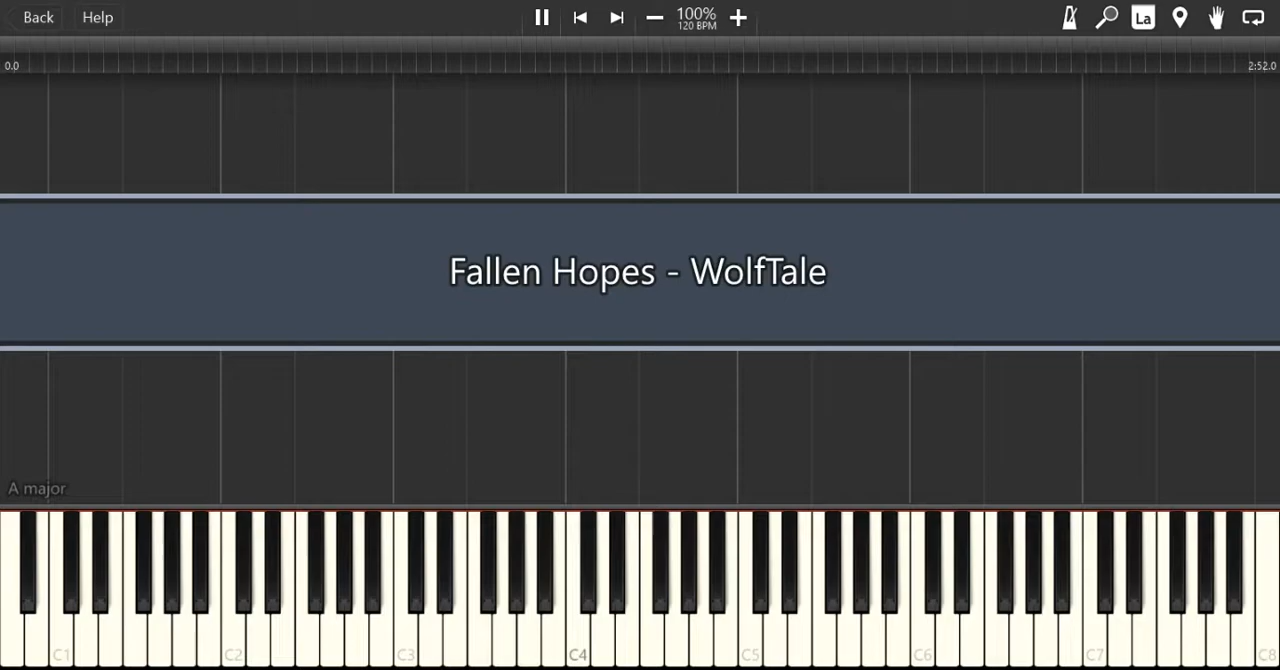 Back Help 100% La
120 BPM
0.0 2:52.0
Fallen Hopes - WolfTale
A major
C1 C2 C3 C4 C5 C6 C7 C8